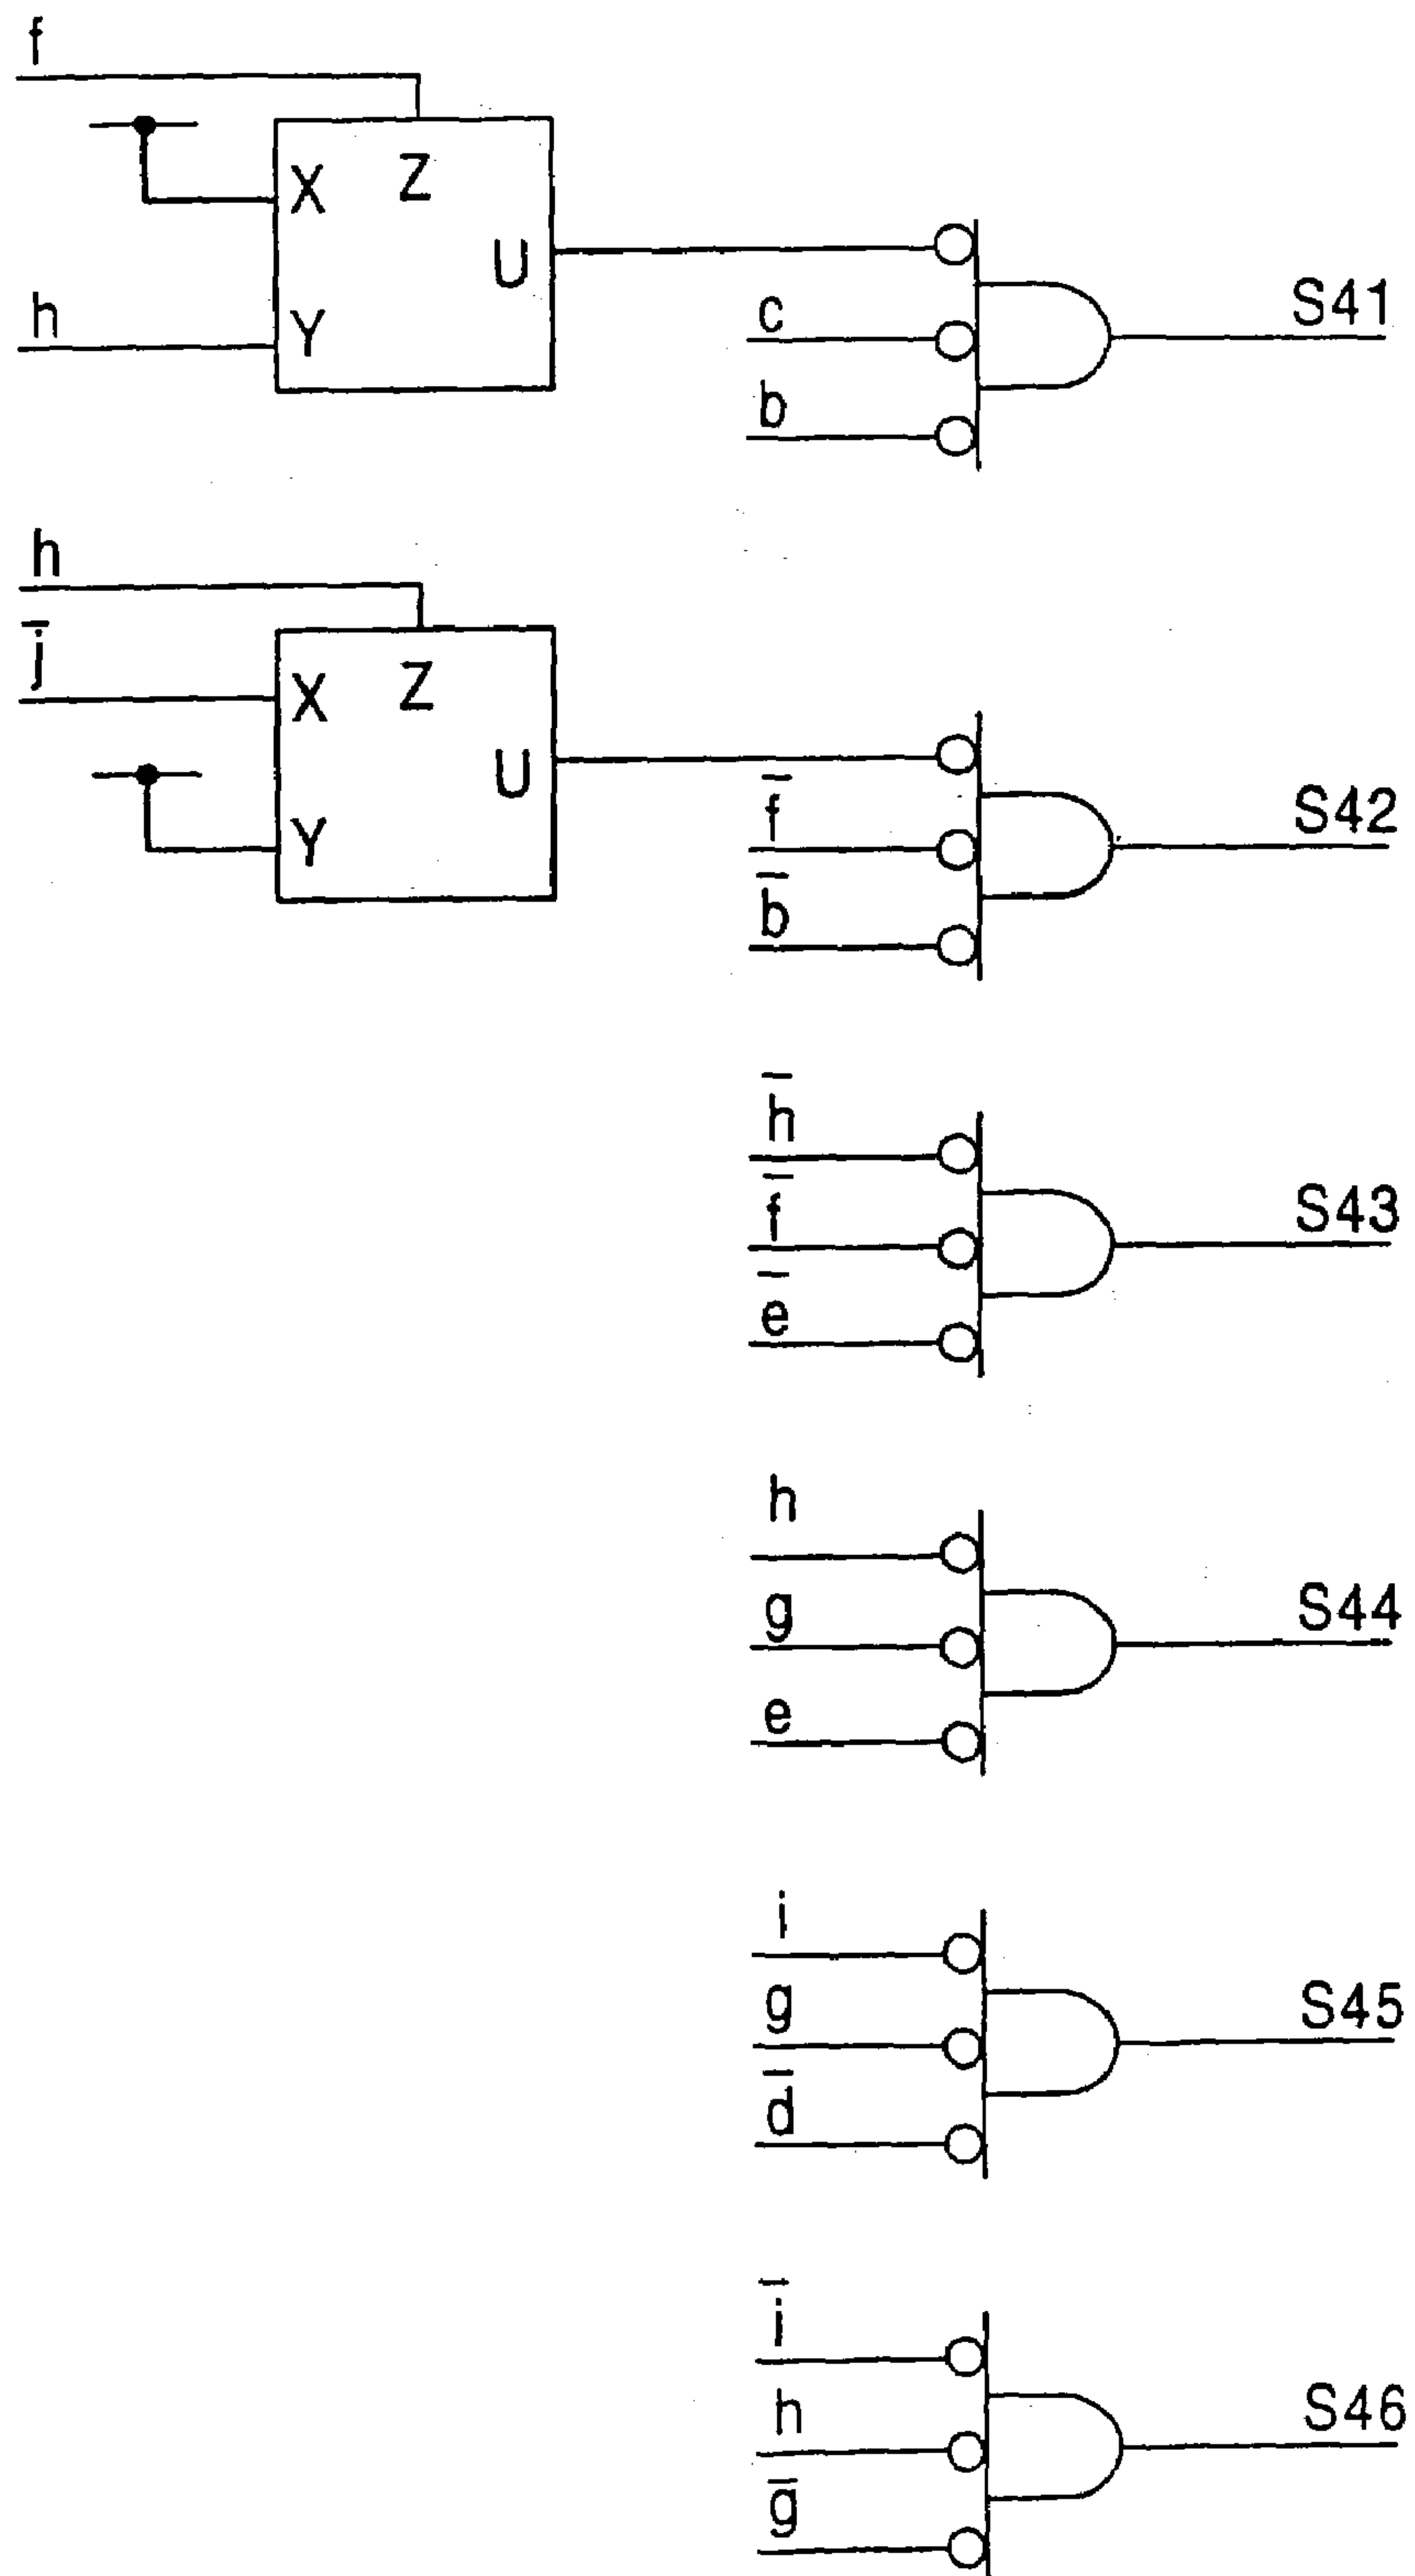 f
X Z
U
h Y
c
b
S41
h
j̅
X Z
U
Y
f̅
b̅
S42
h̅
f̅
e̅
S43
h
g
e
S44
i
g
d̅
S45
i̅
h
g̅
S46